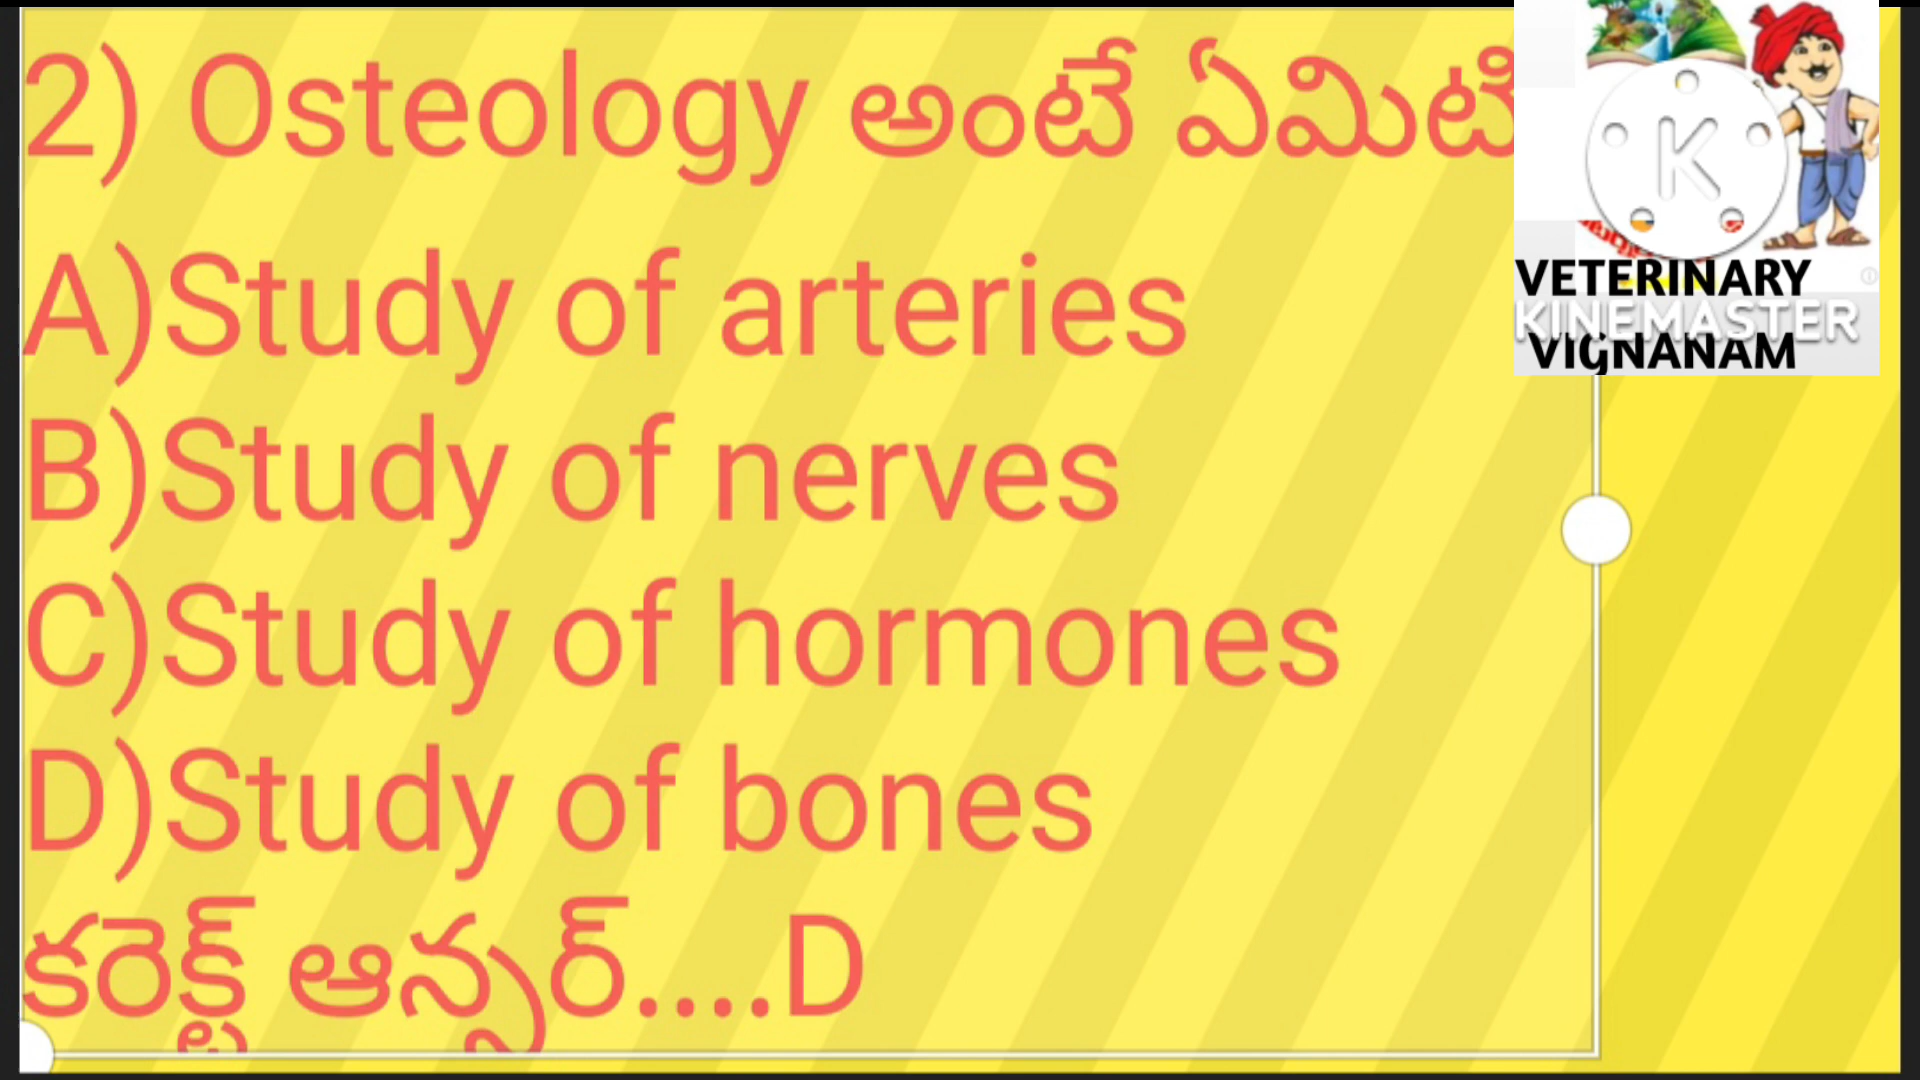 2) Osteology అంటే ఏమిటి
A)Study of arteries
B)Study of nerves
C)Study of hormones
D)Study of bones
కరెక్ట్ ఆన్సర్....D
K
VETERINARY
KINEMASTER
VIGNANAM